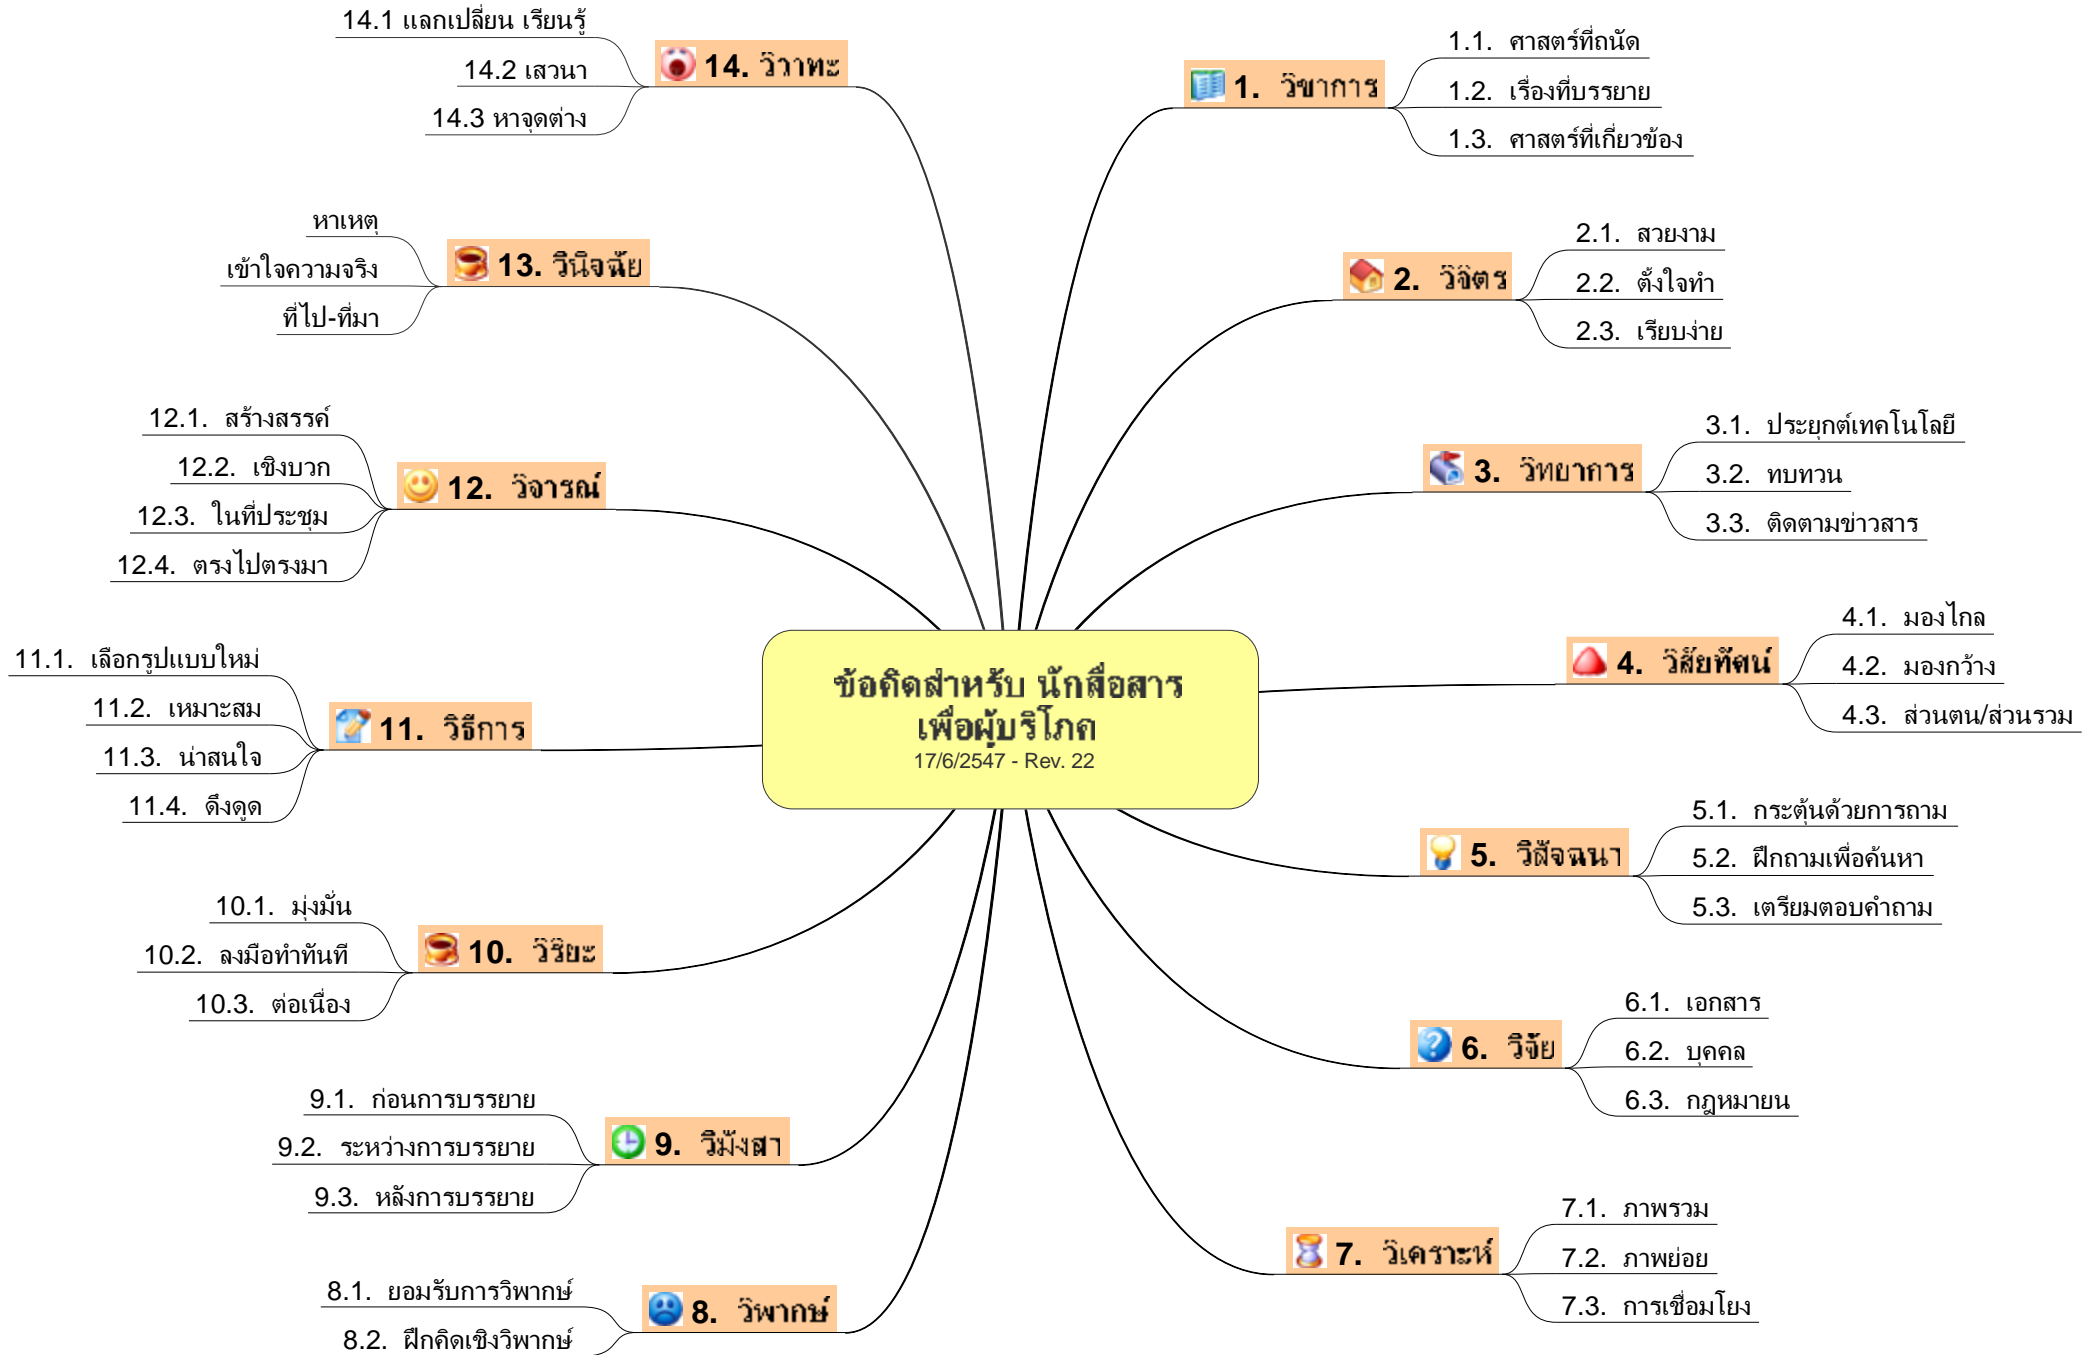 ข้อคิดสำหรับ นักสื่อสาร
เพื่อผู้บริโภค
17/6/2547 - Rev. 22
1. วิชาการ
1.1. ศาสตร์ที่ถนัด
1.2. เรื่องที่บรรยาย
1.3. ศาสตร์ที่เกี่ยวข้อง
2. วิจิตร
2.1. สวยงาม
2.2. ตั้งใจทำ
2.3. เรียบง่าย
3. วิทยาการ
3.1. ประยุกต์เทคโนโลยี
3.2. ทบทวน
3.3. ติดตามข่าวสาร
4. วิสัยทัศน์
4.1. มองไกล
4.2. มองกว้าง
4.3. ส่วนตน/ส่วนรวม
5. วิสัจฉนา
5.1. กระตุ้นด้วยการถาม
5.2. ฝึกถามเพื่อค้นหา
5.3. เตรียมตอบคำถาม
6. วิจัย
6.1. เอกสาร
6.2. บุคคล
6.3. กฎหมายน
7. วิเคราะห์
7.1. ภาพรวม
7.2. ภาพย่อย
7.3. การเชื่อมโยง
8. วิพากษ์
8.1. ยอมรับการวิพากษ์
8.2. ฝึกคิดเชิงวิพากษ์
9. วิมังสา
9.1. ก่อนการบรรยาย
9.2. ระหว่างการบรรยาย
9.3. หลังการบรรยาย
10. วิริยะ
10.1. มุ่งมั่น
10.2. ลงมือทำทันที
10.3. ต่อเนื่อง
11. วิธีการ
11.1. เลือกรูปแบบใหม่
11.2. เหมาะสม
11.3. น่าสนใจ
11.4. ดึงดูด
12. วิจารณ์
12.1. สร้างสรรค์
12.2. เชิงบวก
12.3. ในที่ประชุม
12.4. ตรงไปตรงมา
13. วินิจฉัย
หาเหตุ
เข้าใจความจริง
ที่ไป-ที่มา
14. วิวาทะ
14.1 แลกเปลี่ยน เรียนรู้
14.2 เสวนา
14.3 หาจุดต่าง